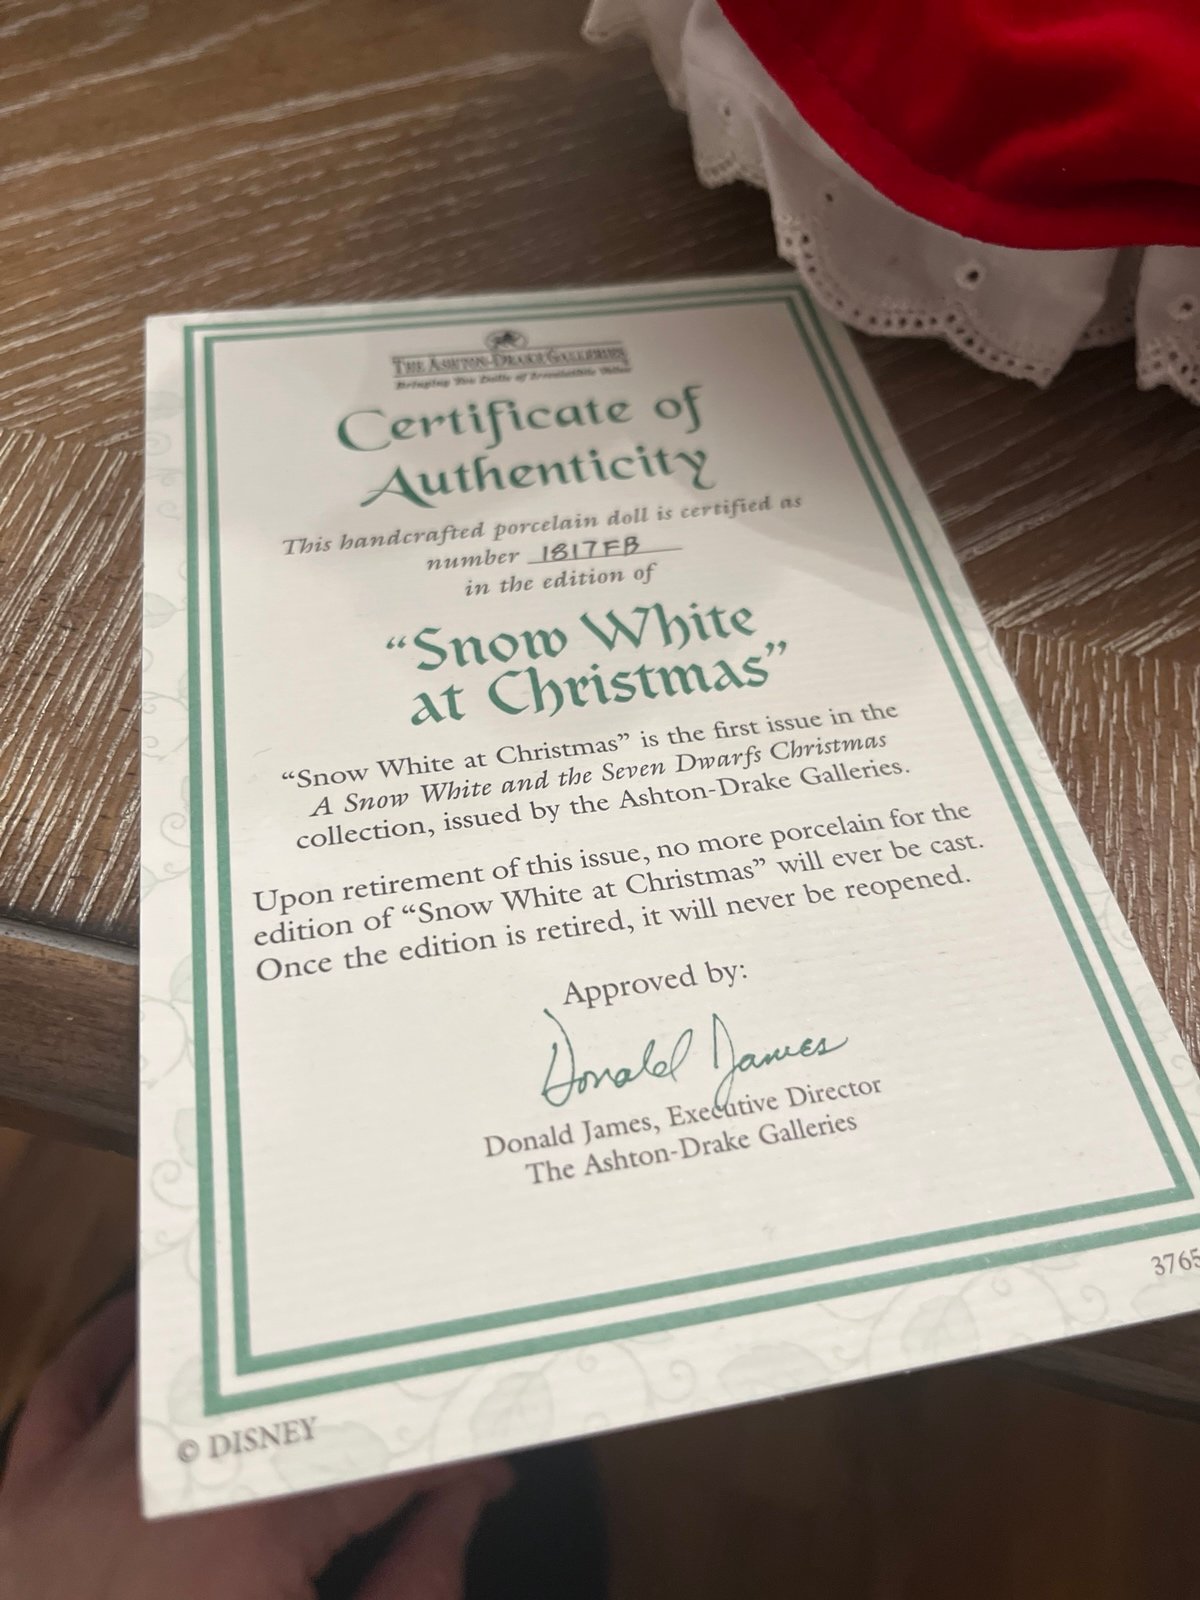 THE ASHTON-DRAKE GALLERIES
Certificate of
Authenticity
This handcrafted porcelain doll is certified as
number 1817FB
in the edition of
“Snow White
at Christmas”
“Snow White at Christmas” is the first issue in the
A Snow White and the Seven Dwarfs Christmas
collection, issued by the Ashton-Drake Galleries.
Upon retirement of this issue, no more porcelain for the
edition of “Snow White at Christmas” will ever be cast.
Once the edition is retired, it will never be reopened.
Approved by:
Donald James
Donald James, Executive Director
The Ashton-Drake Galleries
3765
© DISNEY